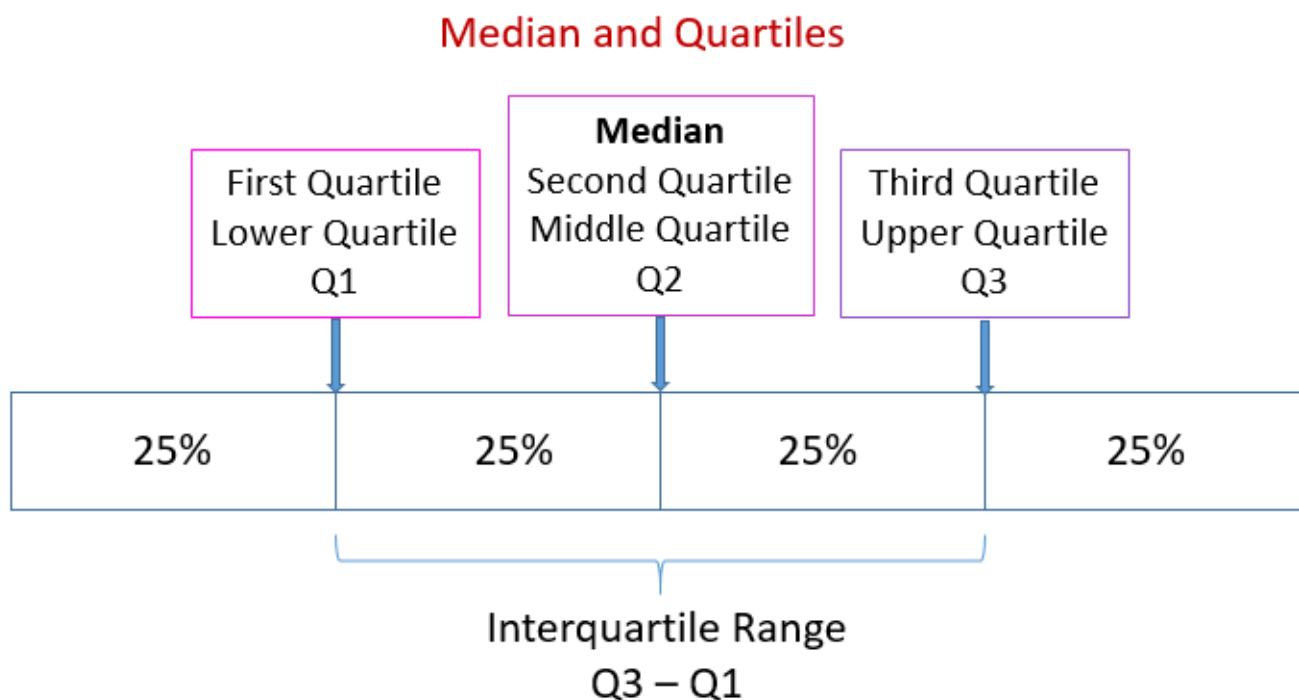 Median and Quartiles
First Quartile
Lower Quartile
Q1
Median
Second Quartile
Middle Quartile
Q2
Third Quartile
Upper Quartile
Q3
25%
25%
25%
25%
Interquartile Range
Q3 – Q1